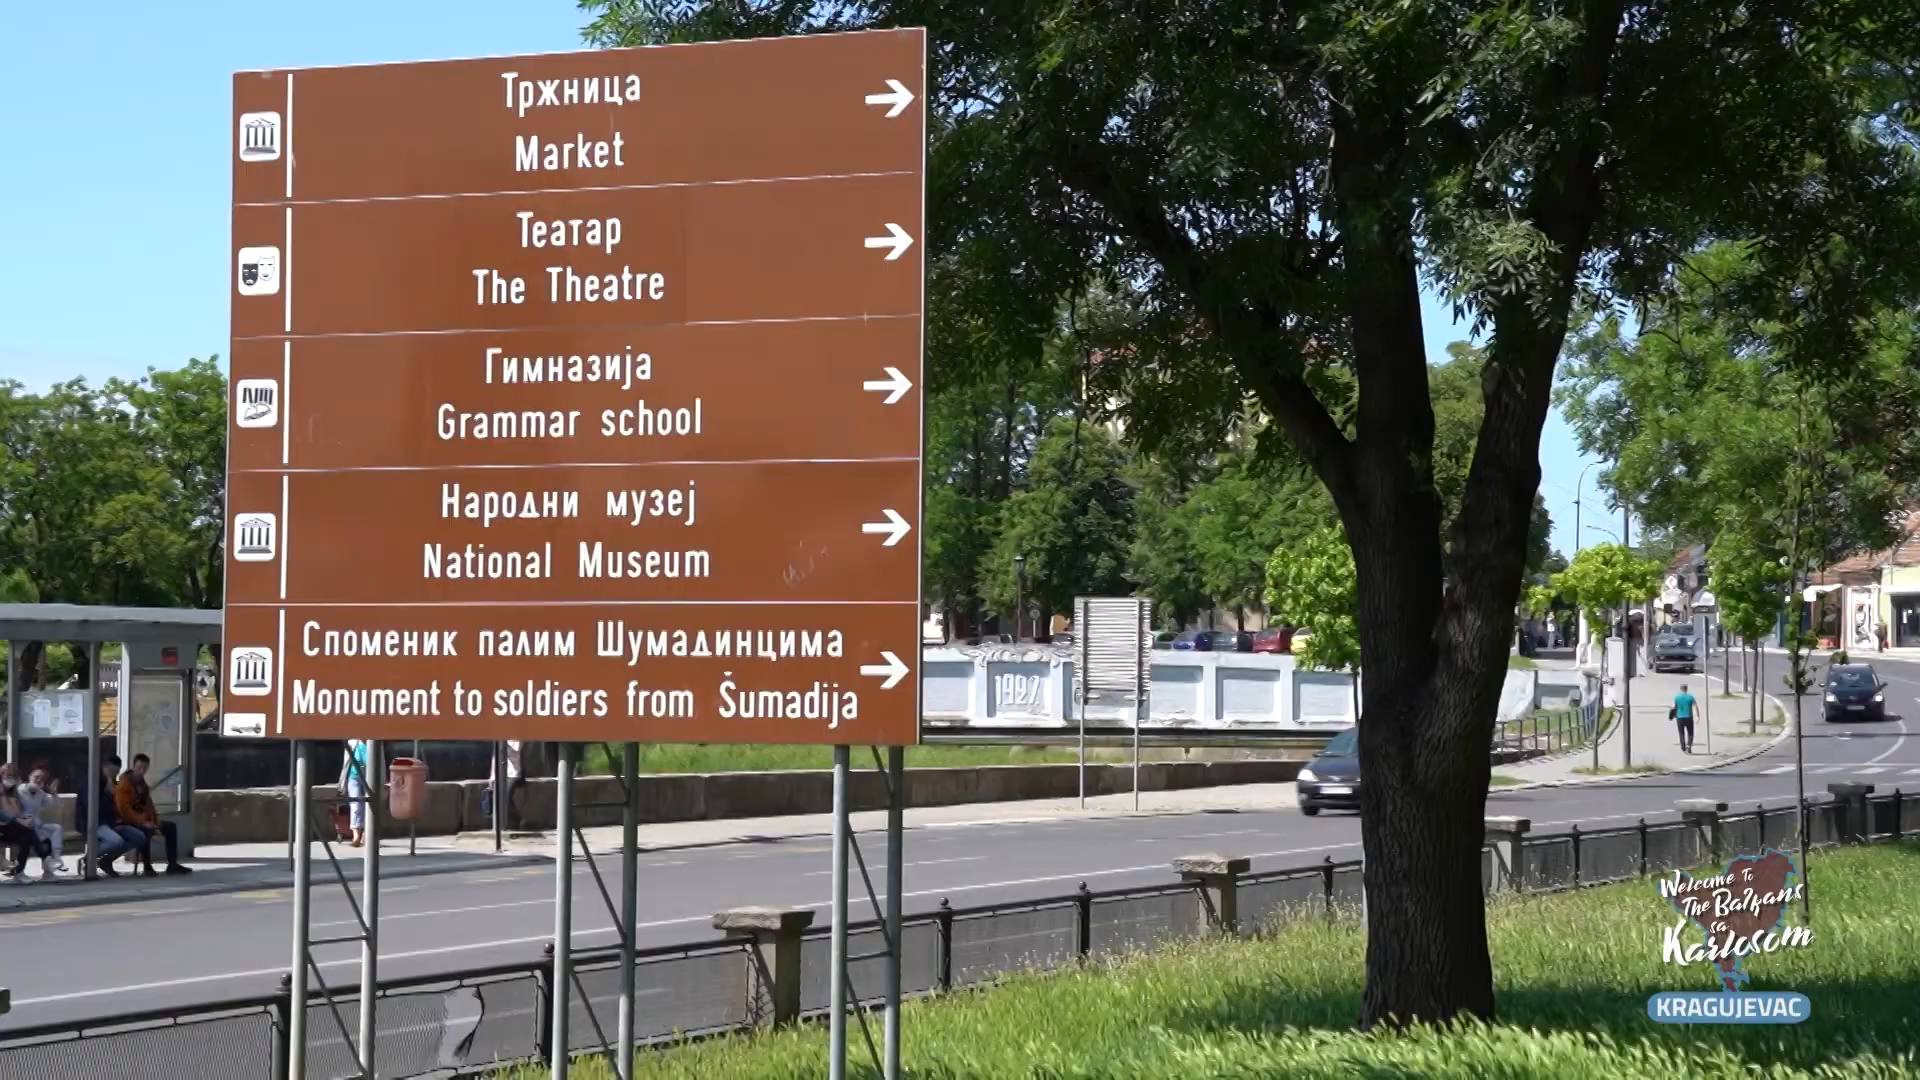 Тржница
Market
Театар
The Theatre
Гимназија
Grammar school
Народни музеј
National Museum
Споменик палим Шумадинцима
Monument to soldiers from Šumadija
1927
Welcome To
The Balkans
sa
Karlosom
KRAGUJEVAC